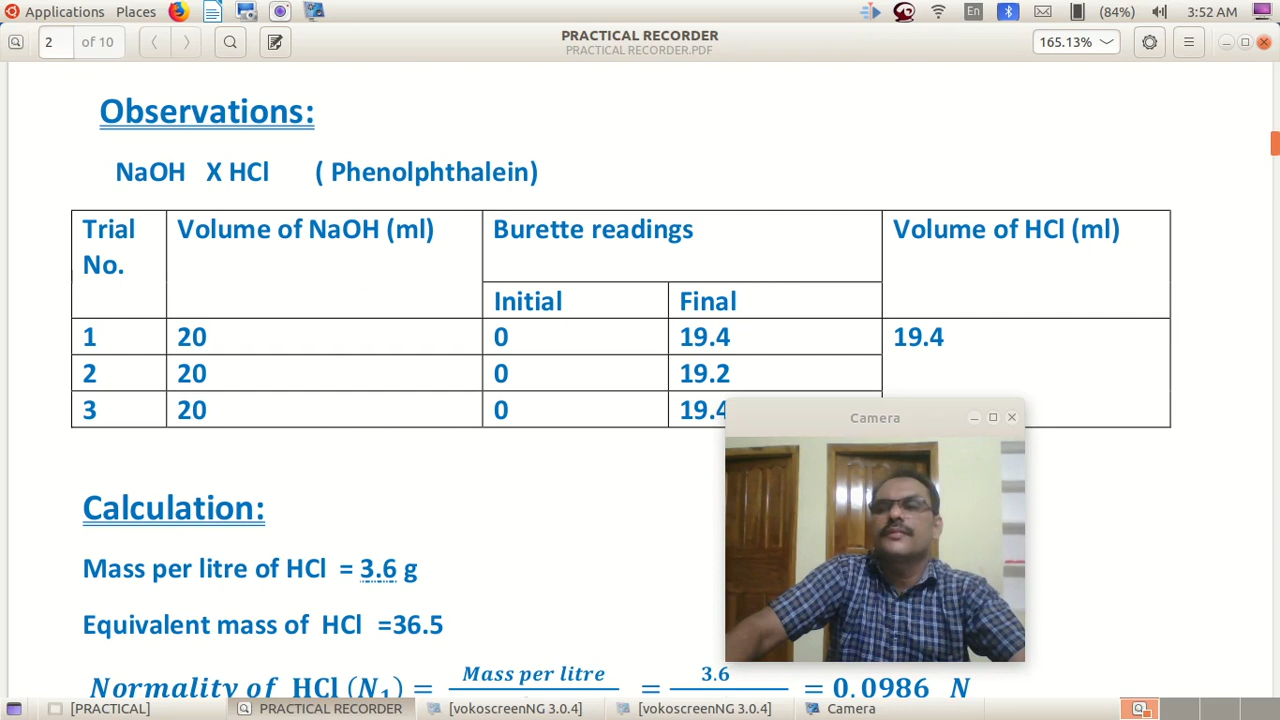 Applications Places En (84%) 3:52 AM
2 of 10 PRACTICAL RECORDER 165.13%
PRACTICAL RECORDER.PDF
Observations:
NaOH X HCl ( Phenolphthalein)
Trial No. Volume of NaOH (ml) Burette readings Volume of HCl (ml)
Initial Final
1 20 0 19.4 19.4
2 20 0 19.2
3 20 0 19.4
Camera
Calculation:
Mass per litre of HCl = 3.6 g
Equivalent mass of HCl =36.5
Normality of HCl (N₁) = Mass per litre = 3.6 = 0.0986 N
[PRACTICAL] PRACTICAL RECORDER [vokoscreenNG 3.0.4] [vokoscreenNG 3.0.4] Camera